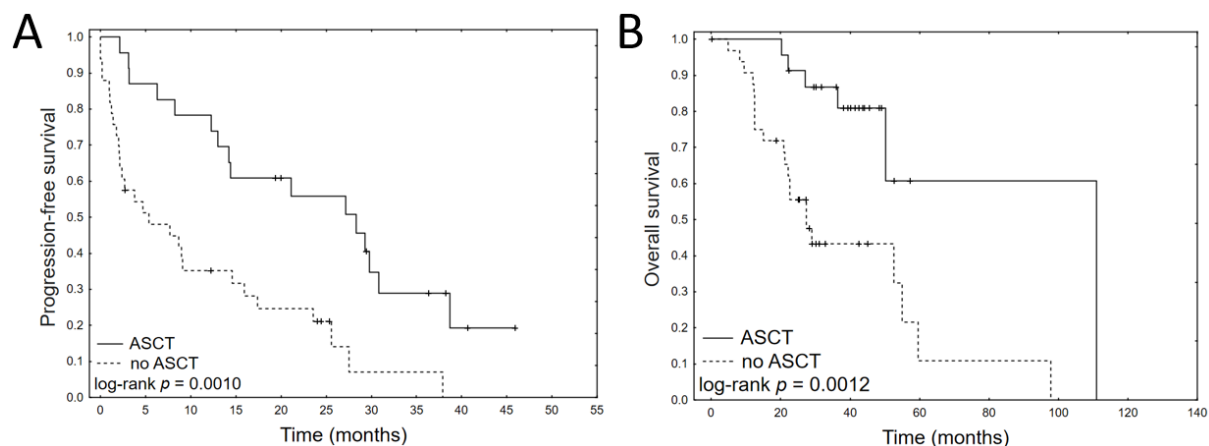 A
Progression-free survival
1.0
0.9
0.8
0.7
0.6
0.5
0.4
0.3
0.2
0.1
0.0
ASCT
no ASCT
log-rank p = 0.0010
0 5 10 15 20 25 30 35 40 45 50 55
Time (months)
B
Overall survival
1.0
0.9
0.8
0.7
0.6
0.5
0.4
0.3
0.2
0.1
0.0
ASCT
no ASCT
log-rank p = 0.0012
0 20 40 60 80 100 120 140
Time (months)